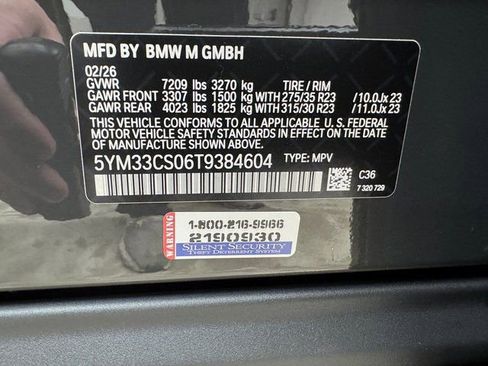 MFD BY BMW M GMBH
02/26
GVWR 7209 lbs 3270 kg TIRE / RIM
GAWR FRONT 3307 lbs 1500 kg WITH 275/35 R23 /10.0Jx 23
GAWR REAR 4023 lbs 1825 kg WITH 315/30 R23 /11.0Jx 23
THIS VEHICLE CONFORMS TO ALL APPLICABLE U.S. FEDERAL
MOTOR VEHICLE SAFETY STANDARDS IN EFFECT ON THE DATE OF
MANUFACTURE SHOWN ABOVE.
5YM33CS06T9384604 TYPE: MPV
C36
7 320 729
WARNING
1-800-216-9966
2190930
SILENT SECURITY
THEFT DETERRENT SYSTEM